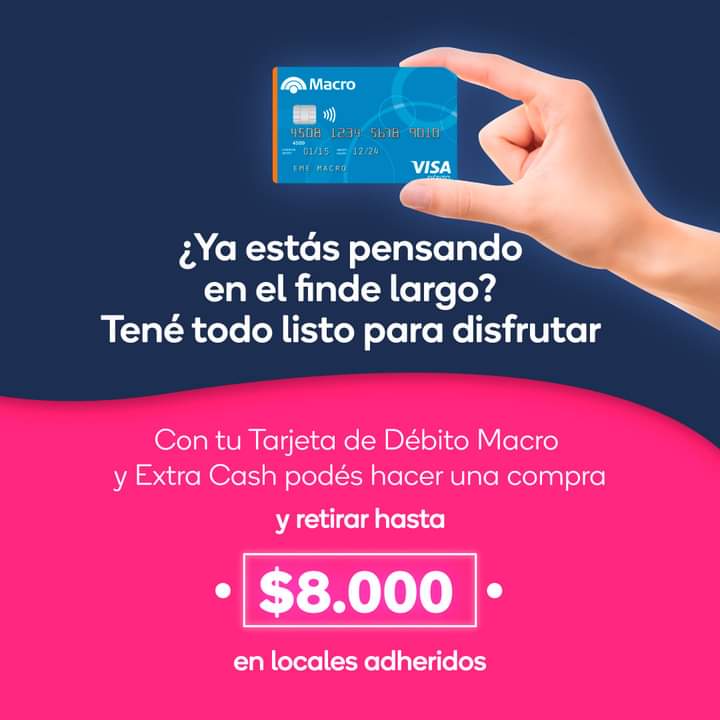 Macro
4508 1234 5678 9010
4509
01/15 12/24
EME MACRO
VISA
¿Ya estás pensando
en el finde largo?
Tené todo listo para disfrutar
Con tu Tarjeta de Débito Macro
y Extra Cash podés hacer una compra
y retirar hasta
$8.000
en locales adheridos